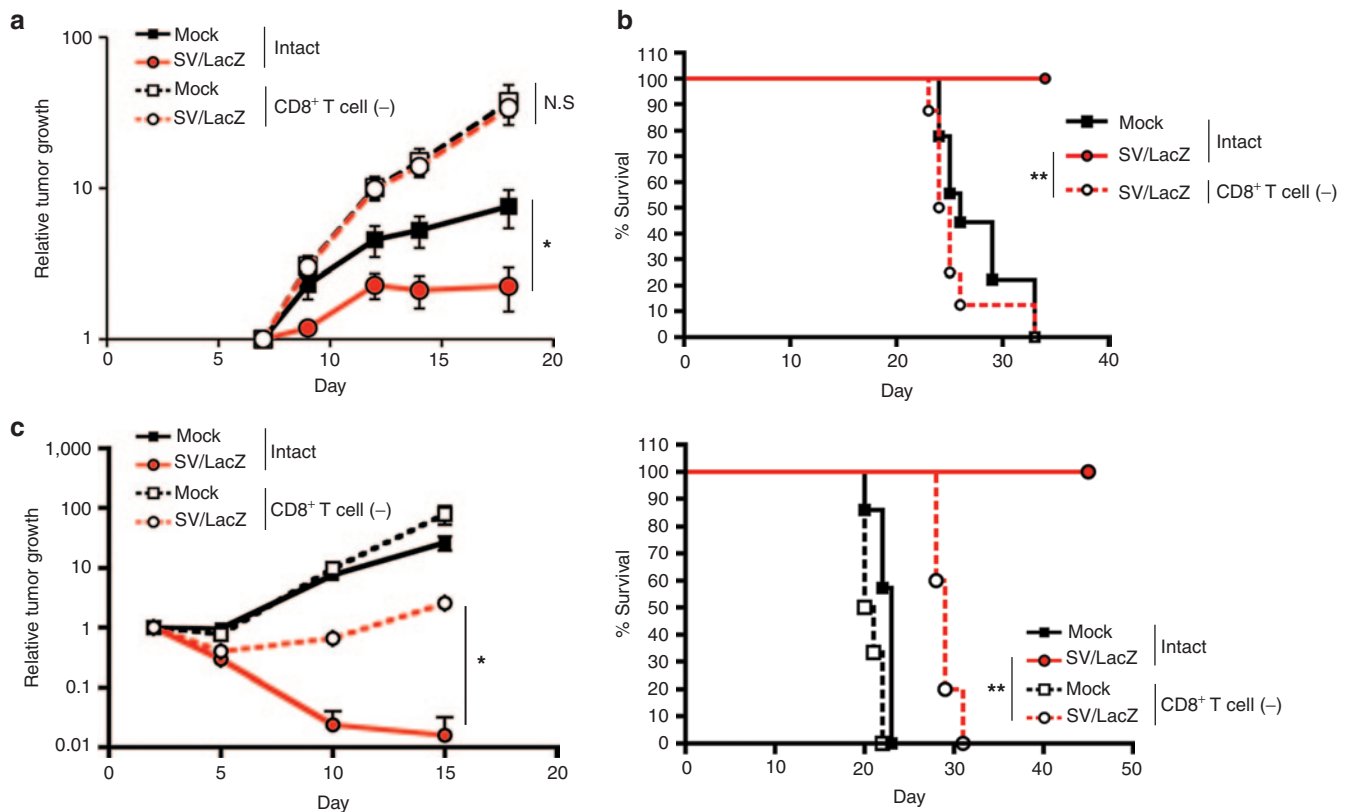 a
100
10
1
0
5
10
15
20
Relative tumor growth
Day
Mock
SV/LacZ
Intact
Mock
SV/LacZ
CD8+ T cell (–)
N.S
*
b
110
100
90
80
70
60
50
40
30
20
10
0
0
10
20
30
40
% Survival
Day
Mock
SV/LacZ
Intact
SV/LacZ
CD8+ T cell (–)
**
c
1,000
100
10
1
0.1
0.01
0
5
10
15
20
Relative tumor growth
Day
Mock
SV/LacZ
Intact
Mock
SV/LacZ
CD8+ T cell (–)
*
110
100
90
80
70
60
50
40
30
20
10
0
0
10
20
30
40
50
% Survival
Day
Mock
SV/LacZ
Intact
Mock
SV/LacZ
CD8+ T cell (–)
**